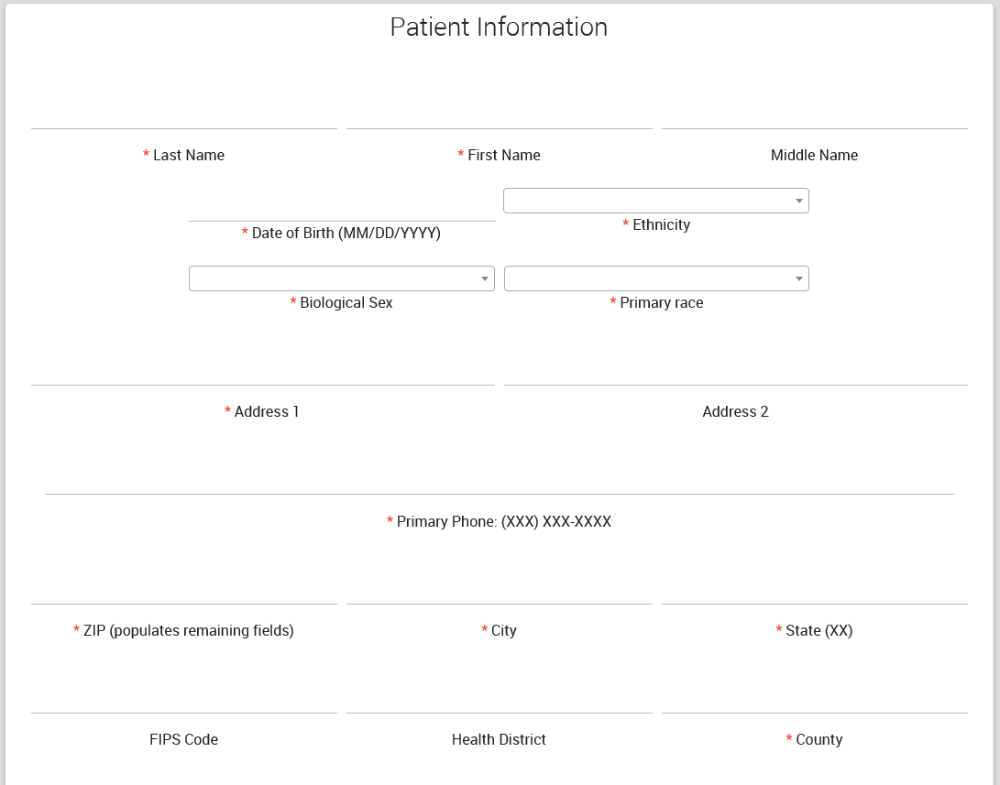 Patient Information
* Last Name
* First Name
Middle Name
* Date of Birth (MM/DD/YYYY)
* Ethnicity
* Biological Sex
* Primary race
* Address 1
Address 2
* Primary Phone: (XXX) XXX-XXXX
* ZIP (populates remaining fields)
* City
* State (XX)
FIPS Code
Health District
* County